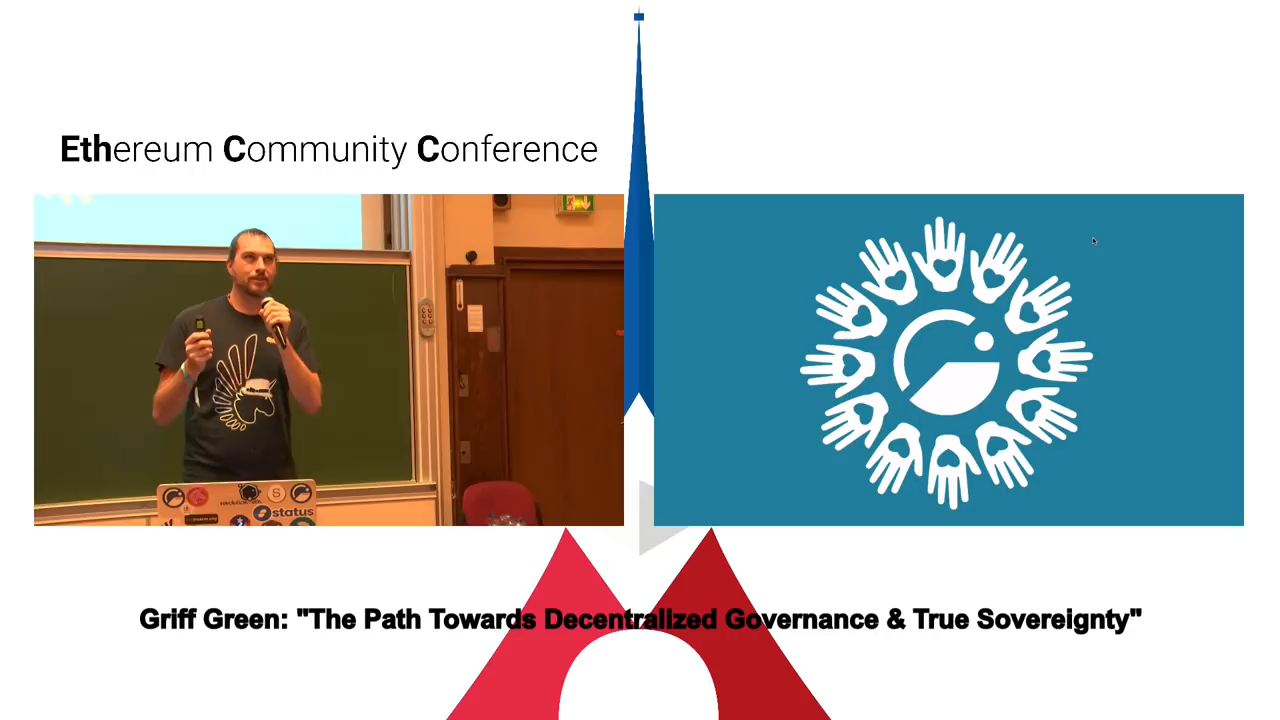 Ethereum Community Conference
status
Griff Green: "The Path Towards Decentralized Governance & True Sovereignty"